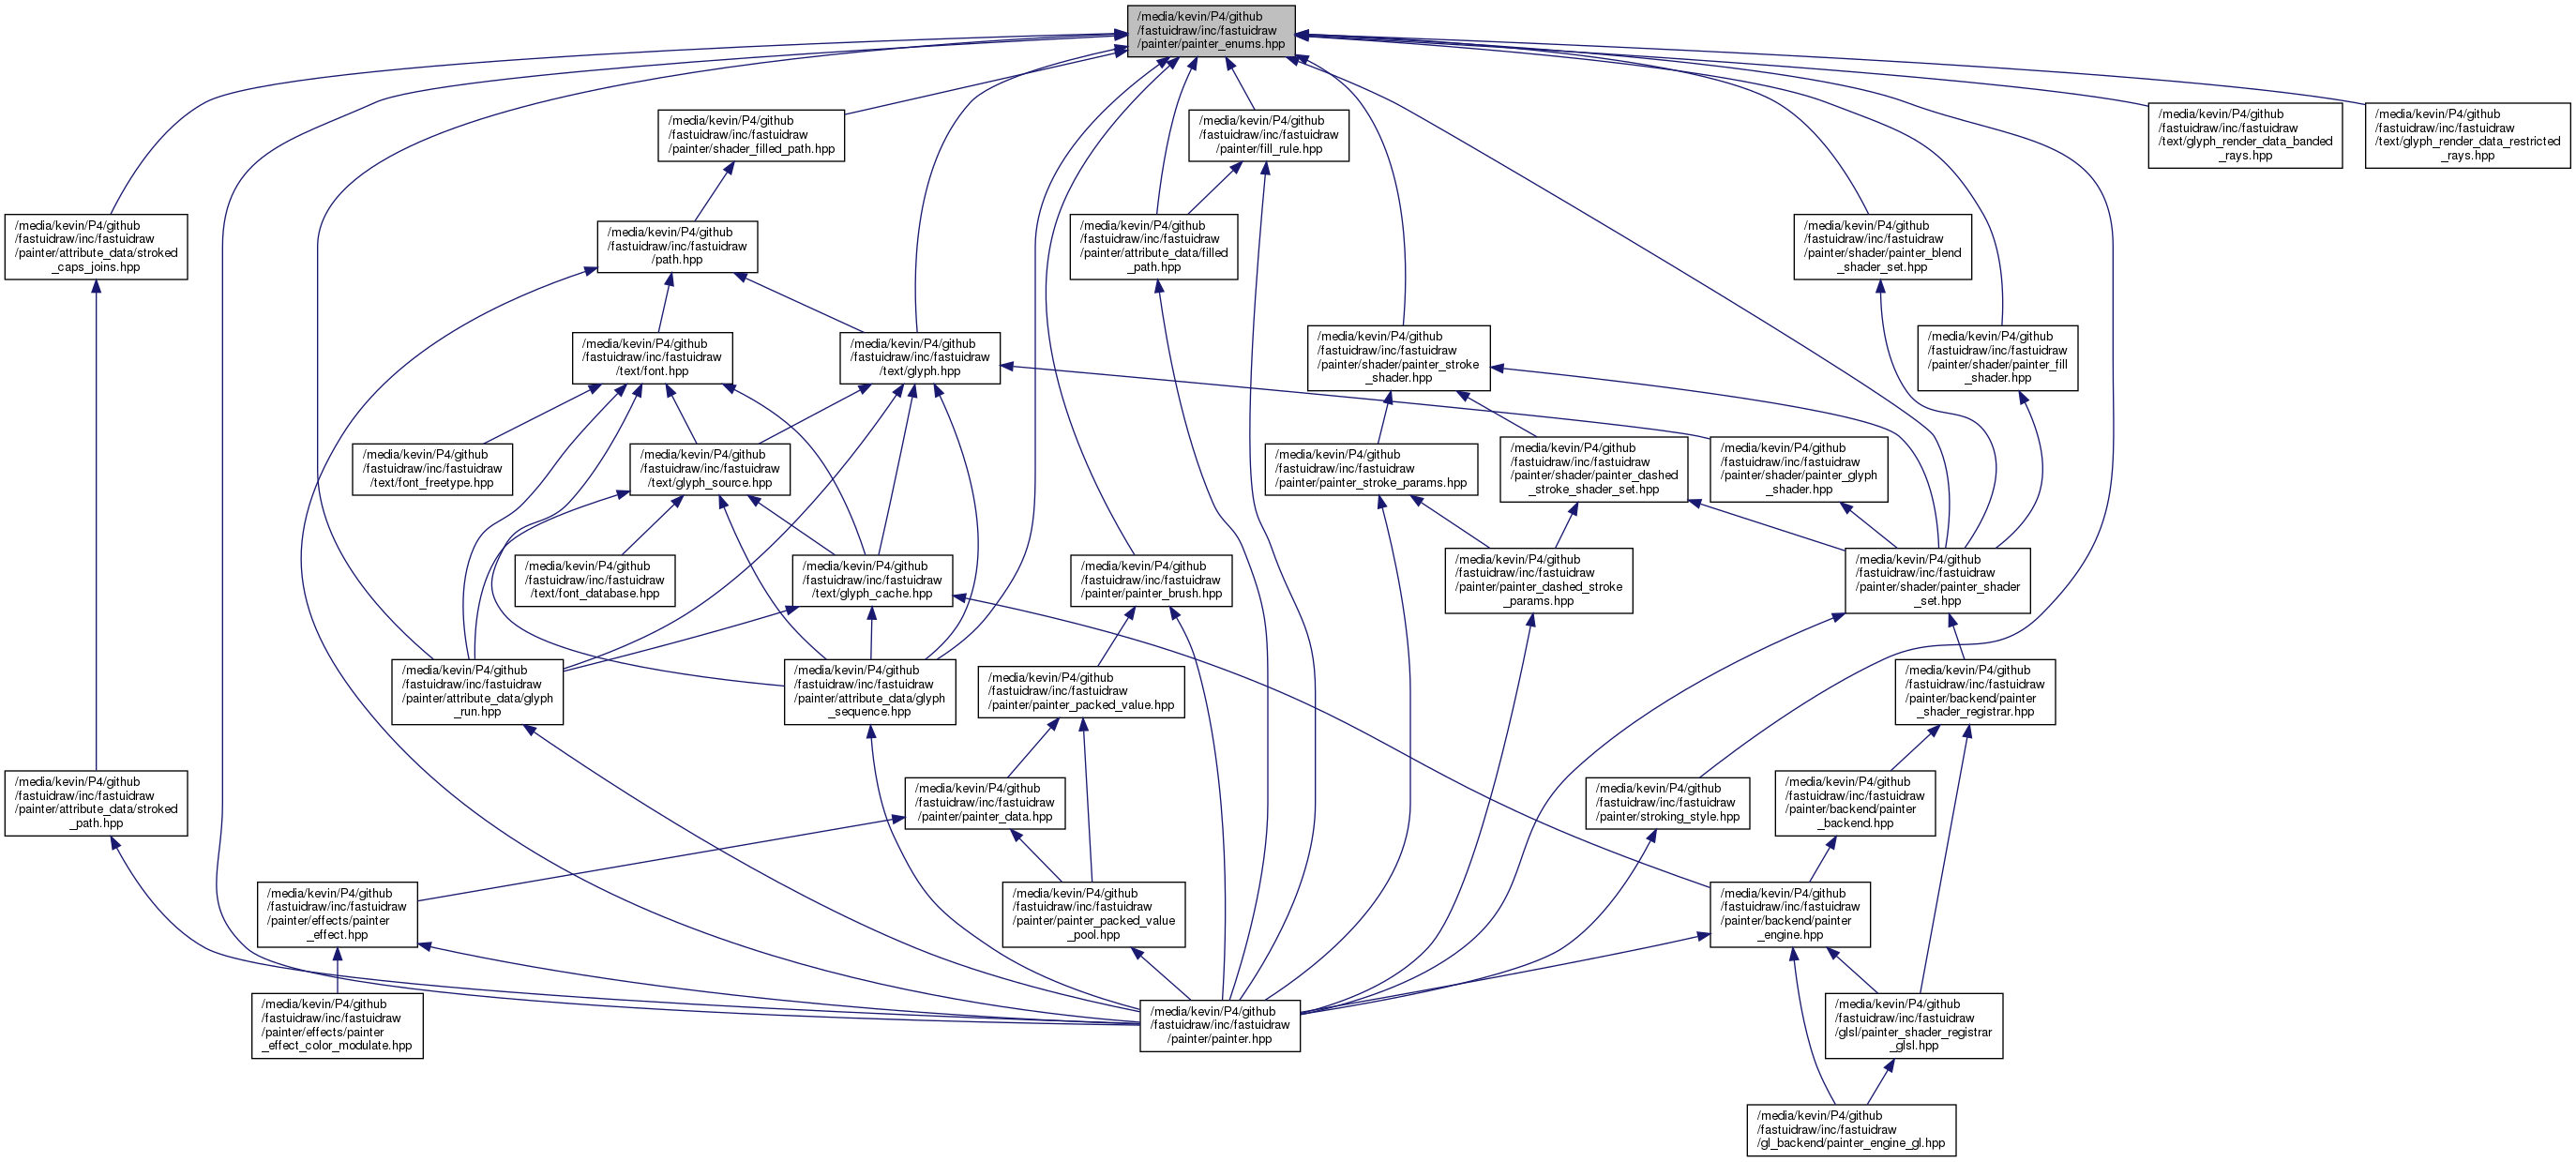 /media/kevin/P4/github
/fastuidraw/inc/fastuidraw
/painter/painter_enums.hpp
/media/kevin/P4/github
/fastuidraw/inc/fastuidraw
/painter/shader_filled_path.hpp
/media/kevin/P4/github
/fastuidraw/inc/fastuidraw
/painter/fill_rule.hpp
/media/kevin/P4/github
/fastuidraw/inc/fastuidraw
/text/glyph_render_data_banded
_rays.hpp
/media/kevin/P4/github
/fastuidraw/inc/fastuidraw
/text/glyph_render_data_restricted
_rays.hpp
/media/kevin/P4/github
/fastuidraw/inc/fastuidraw
/painter/attribute_data/stroked
_caps_joins.hpp
/media/kevin/P4/github
/fastuidraw/inc/fastuidraw
/path.hpp
/media/kevin/P4/github
/fastuidraw/inc/fastuidraw
/painter/attribute_data/filled
_path.hpp
/media/kevin/P4/github
/fastuidraw/inc/fastuidraw
/painter/shader/painter_blend
_shader_set.hpp
/media/kevin/P4/github
/fastuidraw/inc/fastuidraw
/text/font.hpp
/media/kevin/P4/github
/fastuidraw/inc/fastuidraw
/text/glyph.hpp
/media/kevin/P4/github
/fastuidraw/inc/fastuidraw
/painter/shader/painter_stroke
_shader.hpp
/media/kevin/P4/github
/fastuidraw/inc/fastuidraw
/painter/shader/painter_fill
_shader.hpp
/media/kevin/P4/github
/fastuidraw/inc/fastuidraw
/text/font_freetype.hpp
/media/kevin/P4/github
/fastuidraw/inc/fastuidraw
/text/glyph_source.hpp
/media/kevin/P4/github
/fastuidraw/inc/fastuidraw
/painter/painter_stroke_params.hpp
/media/kevin/P4/github
/fastuidraw/inc/fastuidraw
/painter/shader/painter_dashed
_stroke_shader_set.hpp
/media/kevin/P4/github
/fastuidraw/inc/fastuidraw
/painter/shader/painter_glyph
_shader.hpp
/media/kevin/P4/github
/fastuidraw/inc/fastuidraw
/text/font_database.hpp
/media/kevin/P4/github
/fastuidraw/inc/fastuidraw
/text/glyph_cache.hpp
/media/kevin/P4/github
/fastuidraw/inc/fastuidraw
/painter/painter_brush.hpp
/media/kevin/P4/github
/fastuidraw/inc/fastuidraw
/painter/painter_dashed_stroke
_params.hpp
/media/kevin/P4/github
/fastuidraw/inc/fastuidraw
/painter/shader/painter_shader
_set.hpp
/media/kevin/P4/github
/fastuidraw/inc/fastuidraw
/painter/attribute_data/glyph
_run.hpp
/media/kevin/P4/github
/fastuidraw/inc/fastuidraw
/painter/attribute_data/glyph
_sequence.hpp
/media/kevin/P4/github
/fastuidraw/inc/fastuidraw
/painter/painter_packed_value.hpp
/media/kevin/P4/github
/fastuidraw/inc/fastuidraw
/painter/backend/painter
_shader_registrar.hpp
/media/kevin/P4/github
/fastuidraw/inc/fastuidraw
/painter/attribute_data/stroked
_path.hpp
/media/kevin/P4/github
/fastuidraw/inc/fastuidraw
/painter/painter_data.hpp
/media/kevin/P4/github
/fastuidraw/inc/fastuidraw
/painter/stroking_style.hpp
/media/kevin/P4/github
/fastuidraw/inc/fastuidraw
/painter/backend/painter
_backend.hpp
/media/kevin/P4/github
/fastuidraw/inc/fastuidraw
/painter/effects/painter
_effect.hpp
/media/kevin/P4/github
/fastuidraw/inc/fastuidraw
/painter/painter_packed_value
_pool.hpp
/media/kevin/P4/github
/fastuidraw/inc/fastuidraw
/painter/backend/painter
_engine.hpp
/media/kevin/P4/github
/fastuidraw/inc/fastuidraw
/painter/effects/painter
_effect_color_modulate.hpp
/media/kevin/P4/github
/fastuidraw/inc/fastuidraw
/painter/painter.hpp
/media/kevin/P4/github
/fastuidraw/inc/fastuidraw
/glsl/painter_shader_registrar
_glsl.hpp
/media/kevin/P4/github
/fastuidraw/inc/fastuidraw
/gl_backend/painter_engine_gl.hpp